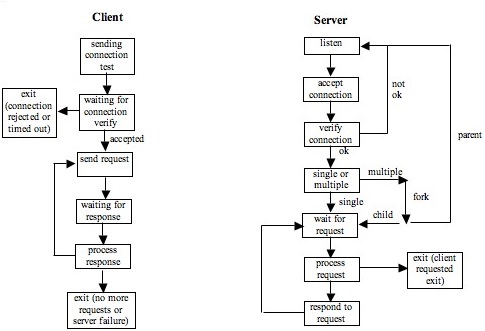 Client
sending
connection
test
exit
(connection
rejected or
timed out)
waiting for
connection
verify
accepted
send request
waiting for
response
process
response
exit (no more
requests or
server failure)
Server
listen
accept
connection
not
ok
verify
connection
ok
parent
single or
multiple
multiple
single
fork
child
wait for
request
process
request
exit (client
requested
exit)
respond to
request